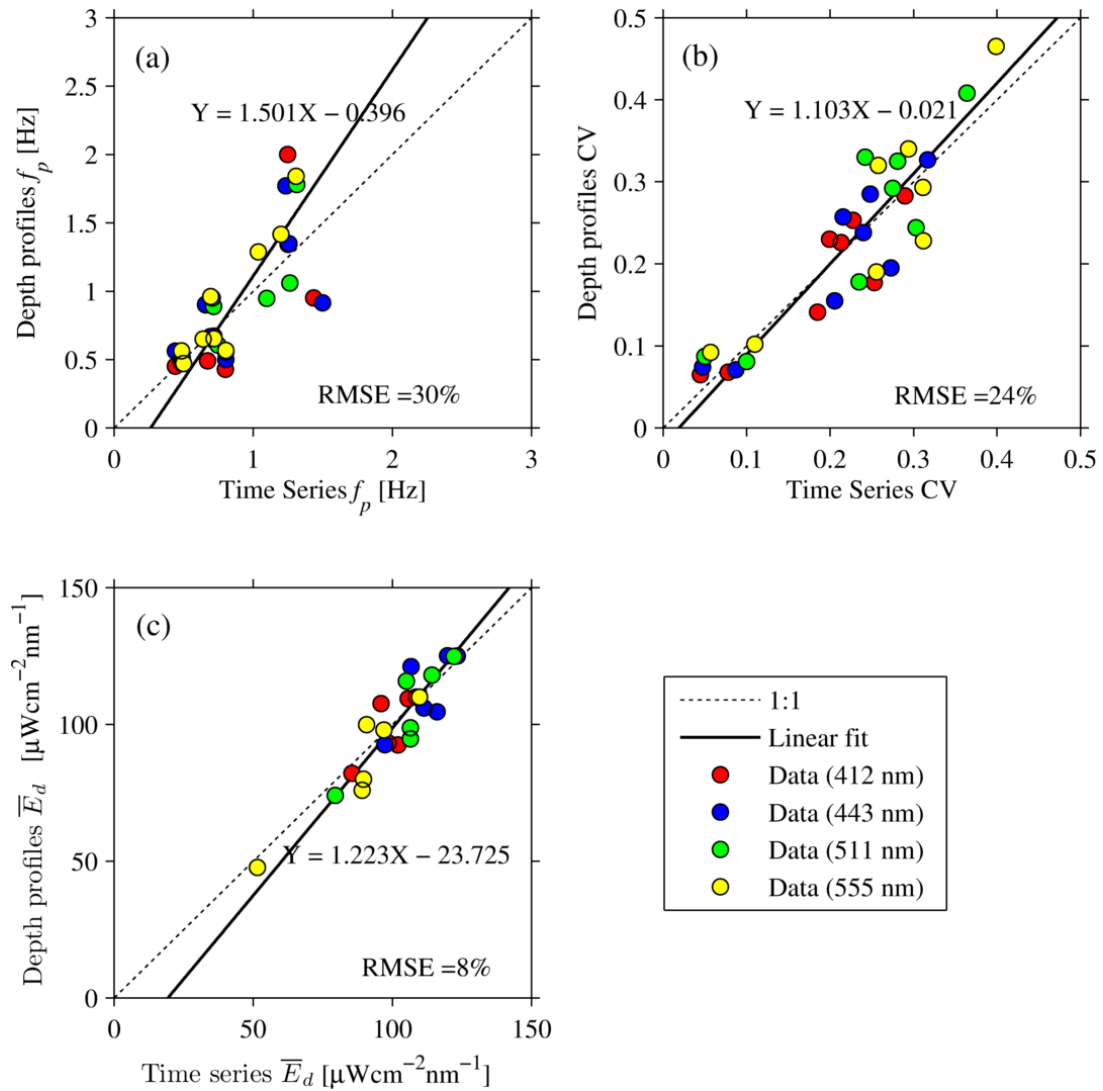 (a)
Y = 1.501X − 0.396
RMSE =30%
Depth profiles f_p [Hz]
Time Series f_p [Hz]
0
0.5
1
1.5
2
2.5
3
0
1
2
3
(b)
Y = 1.103X − 0.021
RMSE =24%
Depth profiles CV
Time Series CV
0
0.1
0.2
0.3
0.4
0.5
0
0.1
0.2
0.3
0.4
0.5
(c)
Y = 1.223X − 23.725
RMSE =8%
Depth profiles E̅_d [µWcm⁻²nm⁻¹]
Time series E̅_d [µWcm⁻²nm⁻¹]
0
50
100
150
0
50
100
150
1:1
Linear fit
Data (412 nm)
Data (443 nm)
Data (511 nm)
Data (555 nm)